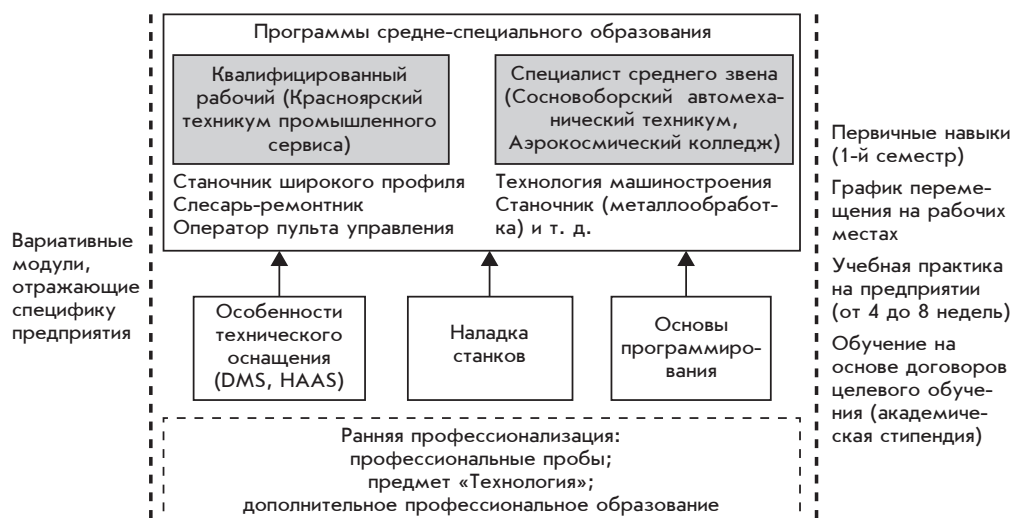 Программы средне-специального образования
Квалифицированный
рабочий (Красноярский
техникум промышленного
сервиса)
Специалист среднего звена
(Сосновоборский автомеха-
нический техникум,
Аэрокосмический колледж)
Станочник широкого профиля
Слесарь-ремонтник
Оператор пульта управления
Технология машиностроения
Станочник (металлообработ-
ка) и т. д.
Вариативные
модули,
отражающие
специфику
предприятия
Особенности
технического
оснащения
(DMS, HAAS)
Наладка
станков
Основы
программиро-
вания
Ранняя профессионализация:
профессиональные пробы;
предмет «Технология»;
дополнительное профессиональное образование
Первичные навыки
(1-й семестр)
График переме-
щения на рабочих
местах
Учебная практика
на предприятии
(от 4 до 8 недель)
Обучение на
основе договоров
целевого обуче-
ния (академиче-
ская стипендия)